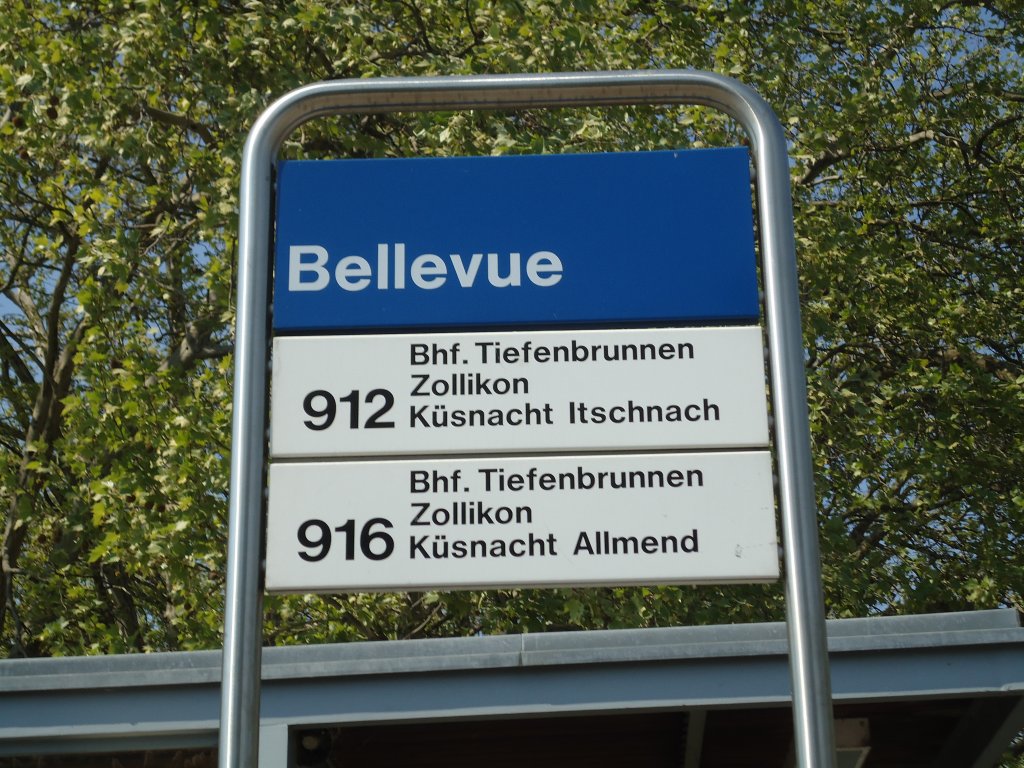 Bellevue
Bhf. Tiefenbrunnen
Zollikon
912 Küsnacht Itschnach
Bhf. Tiefenbrunnen
Zollikon
916 Küsnacht Allmend